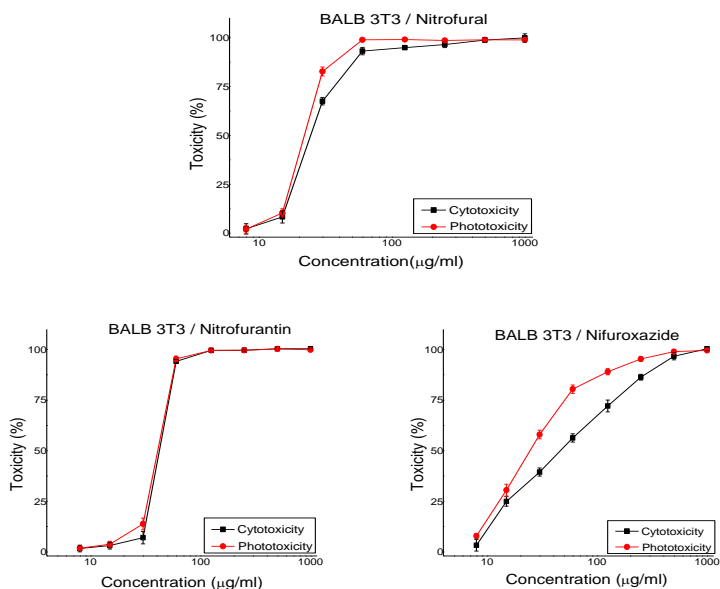 BALB 3T3 / Nitrofural
100
75
50
25
0
Toxicity (%)
Cytotoxicity
Phototoxicity
10
100
1000
Concentration(μg/ml)
BALB 3T3 / Nitrofurantin
100
75
50
25
0
Toxicity (%)
Cytotoxicity
Phototoxicity
10
100
1000
Concentration (μg/ml)
BALB 3T3 / Nifuroxazide
100
75
50
25
0
Toxicity (%)
Cytotoxicity
Phototoxicity
10
100
1000
Concentration (μg/ml)